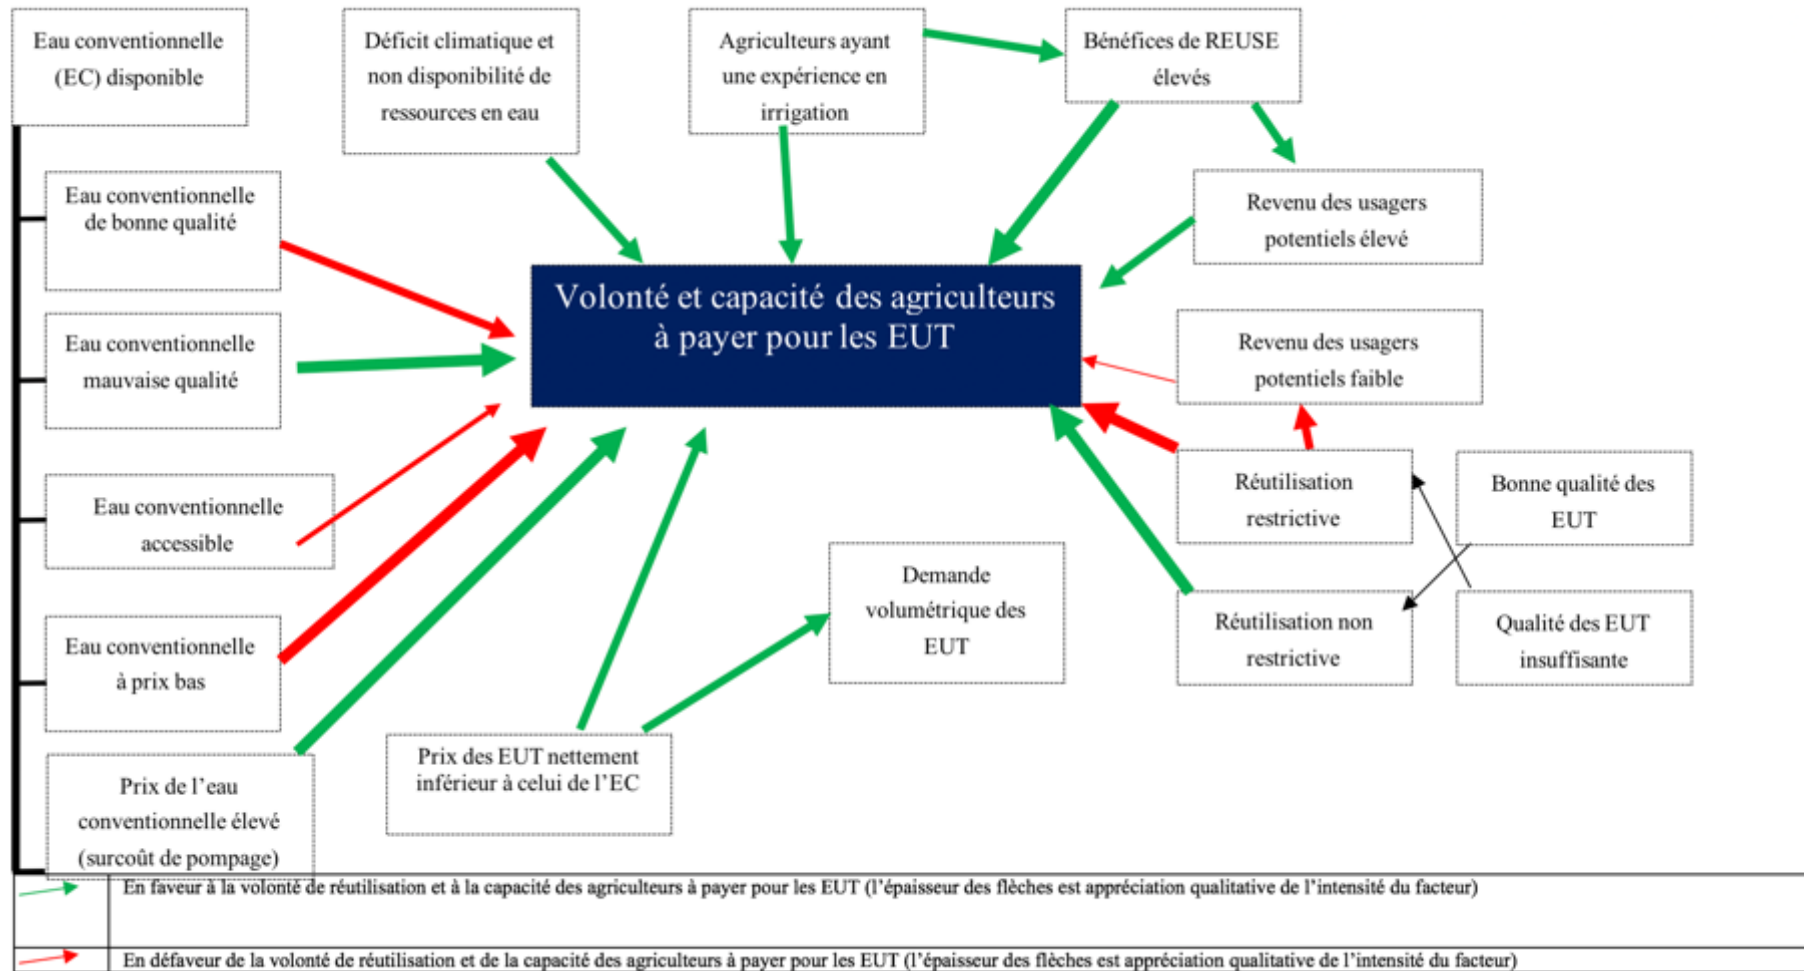 Eau conventionnelle
(EC) disponible
Déficit climatique et
non disponibilité de
ressources en eau
Agriculteurs ayant
une expérience en
irrigation
Bénéfices de REUSE
élevés
Eau conventionnelle
de bonne qualité
Revenu des usagers
potentiels élevé
Volonté et capacité des agriculteurs
à payer pour les EUT
Eau conventionnelle
mauvaise qualité
Revenu des usagers
potentiels faible
Eau conventionnelle
accessible
Réutilisation
restrictive
Bonne qualité des
EUT
Demande
volumétrique des
EUT
Eau conventionnelle
à prix bas
Réutilisation non
restrictive
Qualité des EUT
insuffisante
Prix des EUT nettement
inférieur à celui de l’EC
Prix de l’eau
conventionnelle élevé
(surcoût de pompage)
En faveur à la volonté de réutilisation et à la capacité des agriculteurs à payer pour les EUT (l’épaisseur des flèches est appréciation qualitative de l’intensité du facteur)
En défaveur de la volonté de réutilisation et de la capacité des agriculteurs à payer pour les EUT (l’épaisseur des flèches est appréciation qualitative de l’intensité du facteur)